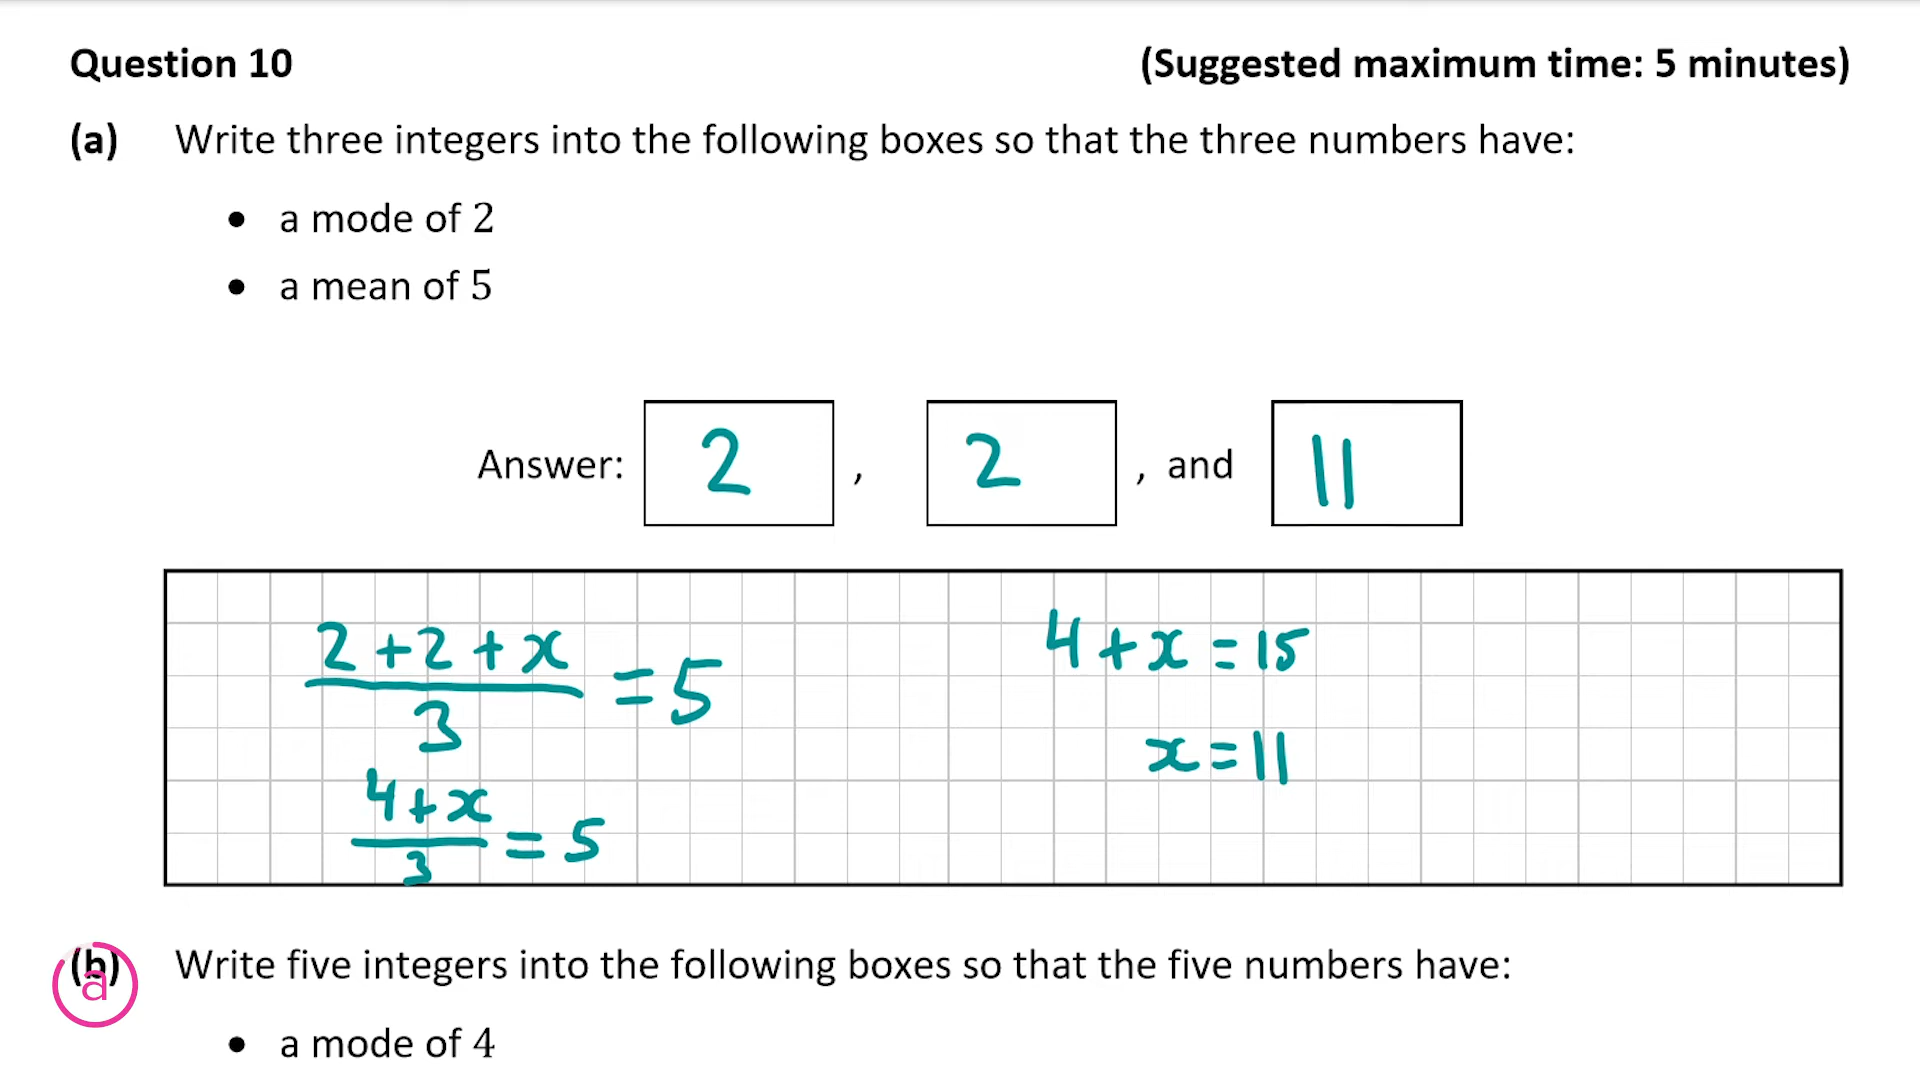 Question 10 (Suggested maximum time: 5 minutes)
(a) Write three integers into the following boxes so that the three numbers have:
• a mode of 2
• a mean of 5
Answer: 2 , 2 , and 11
2 + 2 + x
3
= 5
4 + x
3
= 5
4 + x = 15
x = 11
(b) Write five integers into the following boxes so that the five numbers have:
a
• a mode of 4